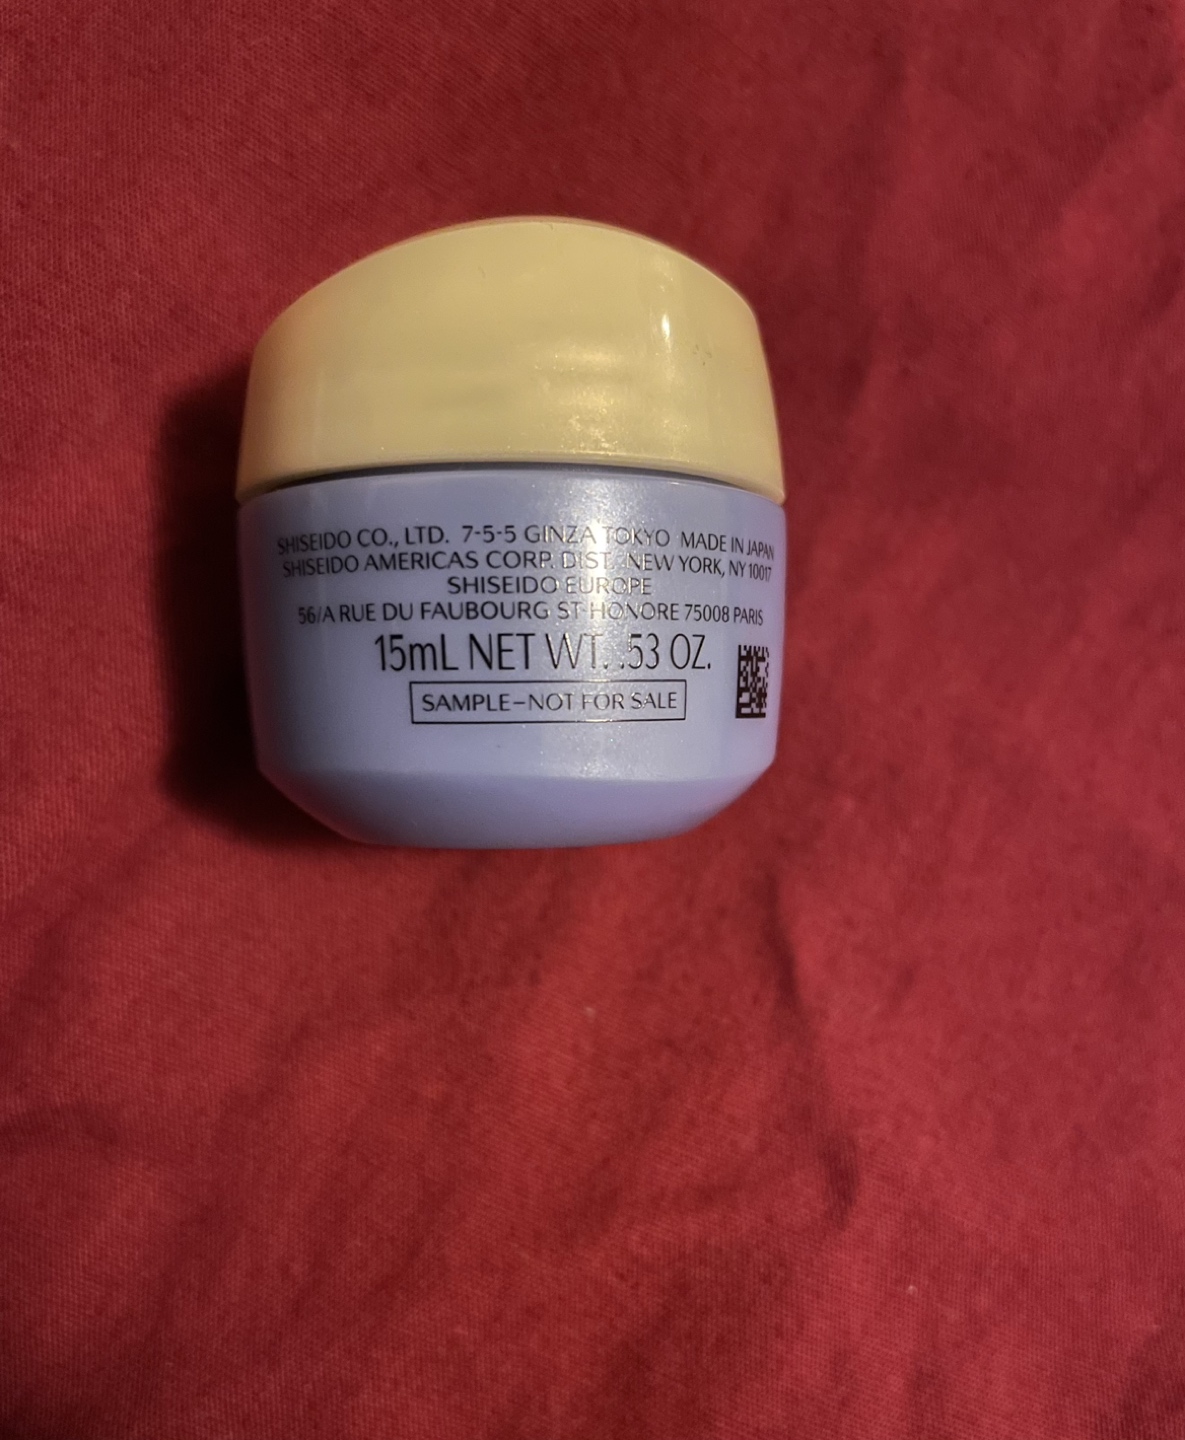 SHISEIDO CO., LTD. 7-5-5 GINZA TOKYO MADE IN JAPAN
SHISEIDO AMERICAS CORP. DIST. NEW YORK, NY 10017
SHISEIDO EUROPE
56/A RUE DU FAUBOURG ST HONORE 75008 PARIS
15mL NET WT. .53 OZ.
SAMPLE-NOT FOR SALE